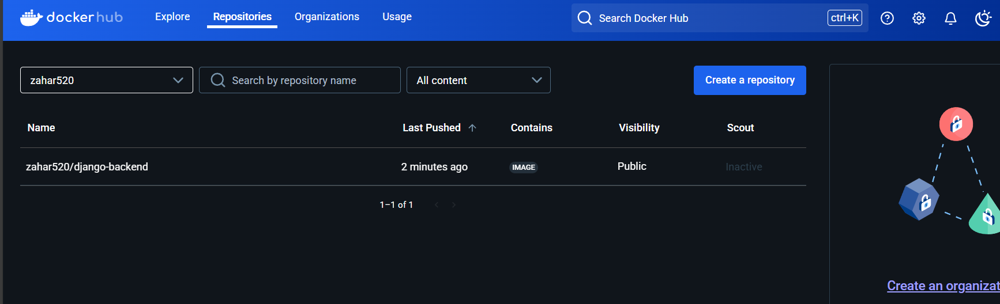 dockerhub Explore Repositories Organizations Usage Search Docker Hub ctrl+K
zahar520 Search by repository name All content Create a repository
Name Last Pushed Contains Visibility Scout
zahar520/django-backend 2 minutes ago IMAGE Public Inactive
1–1 of 1
Create an organizat